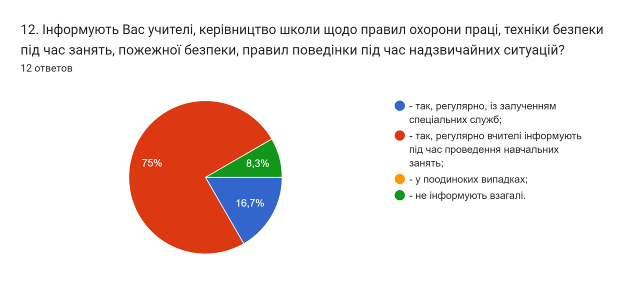 12. Інформують Вас учителі, керівництво школи щодо правил охорони праці, техніки безпеки
під час занять, пожежної безпеки, правил поведінки під час надзвичайних ситуацій?
12 ответов
75%
8,3%
16,7%
- так, регулярно, із залученням
спеціальних служб;
- так, регулярно вчителі інформують
під час проведення навчальних
занять;
- у поодиноких випадках;
- не інформують взагалі.